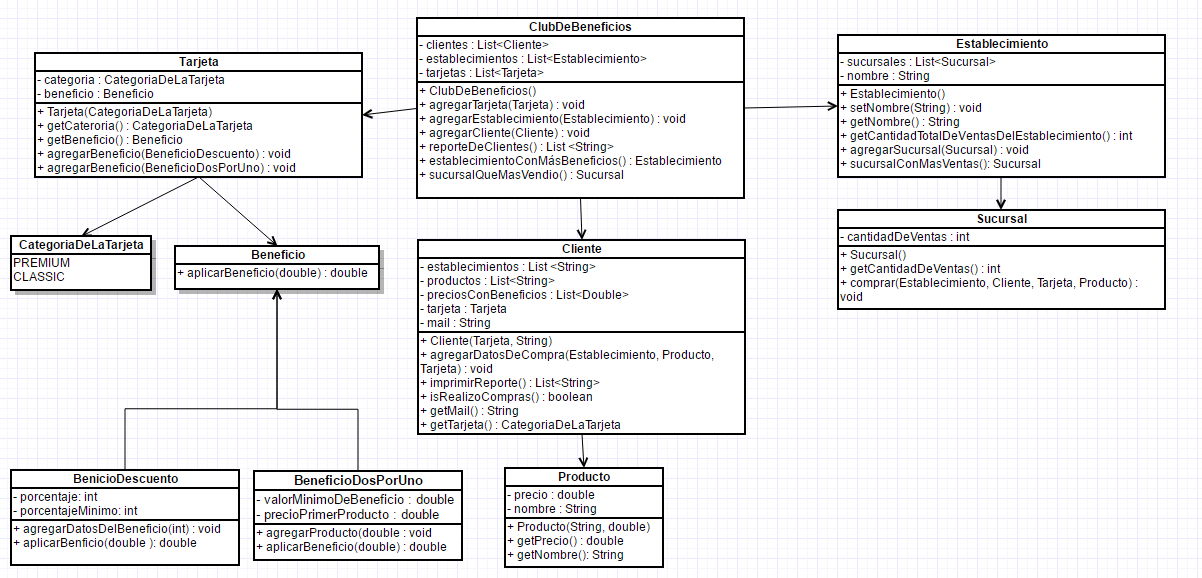 ClubDeBeneficios
- clientes : List<Cliente>
- establecimientos : List<Establecimiento>
- tarjetas : List<Tarjeta>
+ ClubDeBeneficios()
+ agregarTarjeta(Tarjeta) : void
+ agregarEstablecimiento(Establecimiento) : void
+ agregarCliente(Cliente) : void
+ reporteDeClientes() : List <String>
+ establecimientoConMásBeneficios() : Establecimiento
+ sucursalQueMasVendio() : Sucursal
Tarjeta
- categoria : CategoriaDeLaTarjeta
- beneficio : Beneficio
+ Tarjeta(CategoriaDeLaTarjeta)
+ getCateroria() : CategoriaDeLaTarjeta
+ getBeneficio() : Beneficio
+ agregarBeneficio(BeneficioDescuento) : void
+ agregarBeneficio(BeneficioDosPorUno) : void
Establecimiento
- sucursales : List<Sucursal>
- nombre : String
+ Establecimiento()
+ setNombre(String) : void
+ getNombre() : String
+ getCantidadTotalDeVentasDelEstablecimiento() : int
+ agregarSucursal(Sucursal) : void
+ sucursalConMasVentas(): Sucursal
CategoriaDeLaTarjeta
PREMIUM
CLASSIC
Beneficio
+ aplicarBeneficio(double) : double
Cliente
- establecimientos : List <String>
- productos : List<String>
- preciosConBeneficios : List<Double>
- tarjeta : Tarjeta
- mail : String
+ Cliente(Tarjeta, String)
+ agregarDatosDeCompra(Establecimiento, Producto,
Tarjeta) : void
+ imprimirReporte() : List<String>
+ isRealizoCompras() : boolean
+ getMail() : String
+ getTarjeta() : CategoriaDeLaTarjeta
Sucursal
- cantidadDeVentas : int
+ Sucursal()
+ getCantidadDeVentas() : int
+ comprar(Establecimiento, Cliente, Tarjeta, Producto) :
void
BenicioDescuento
- porcentaje: int
- porcentajeMinimo: int
+ agregarDatosDelBeneficio(int) : void
+ aplicarBenficio(double ): double
BeneficioDosPorUno
- valorMinimoDeBeneficio : double
- precioPrimerProducto : double
+ agregarProducto(double : void
+ aplicarBeneficio(double) : double
Producto
- precio : double
- nombre : String
+ Producto(String, double)
+ getPrecio() : double
+ getNombre(): String